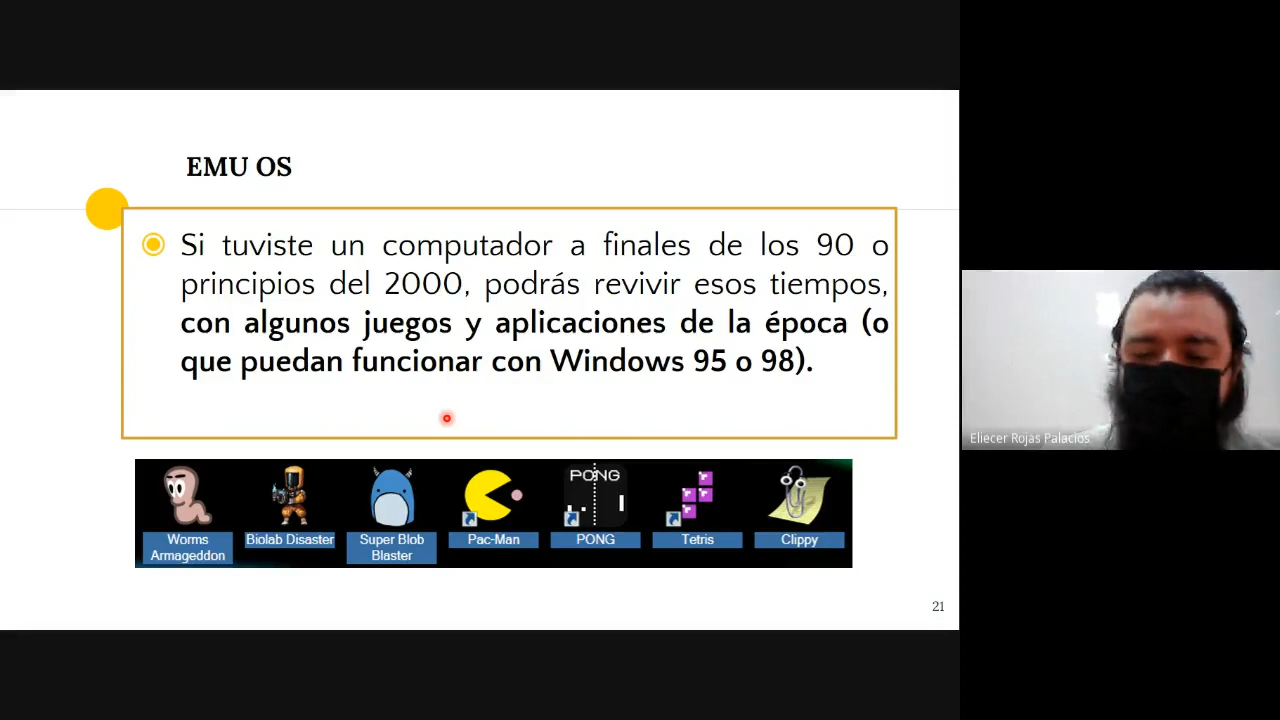 EMU OS
Si tuviste un computador a finales de los 90 o
principios del 2000, podrás revivir esos tiempos,
con algunos juegos y aplicaciones de la época (o
que puedan funcionar con Windows 95 o 98).
PONG
Worms
Armageddon
Biolab Disaster
Super Blob
Blaster
Pac-Man
PONG
Tetris
Clippy
21
Eliecer Rojas Palacios